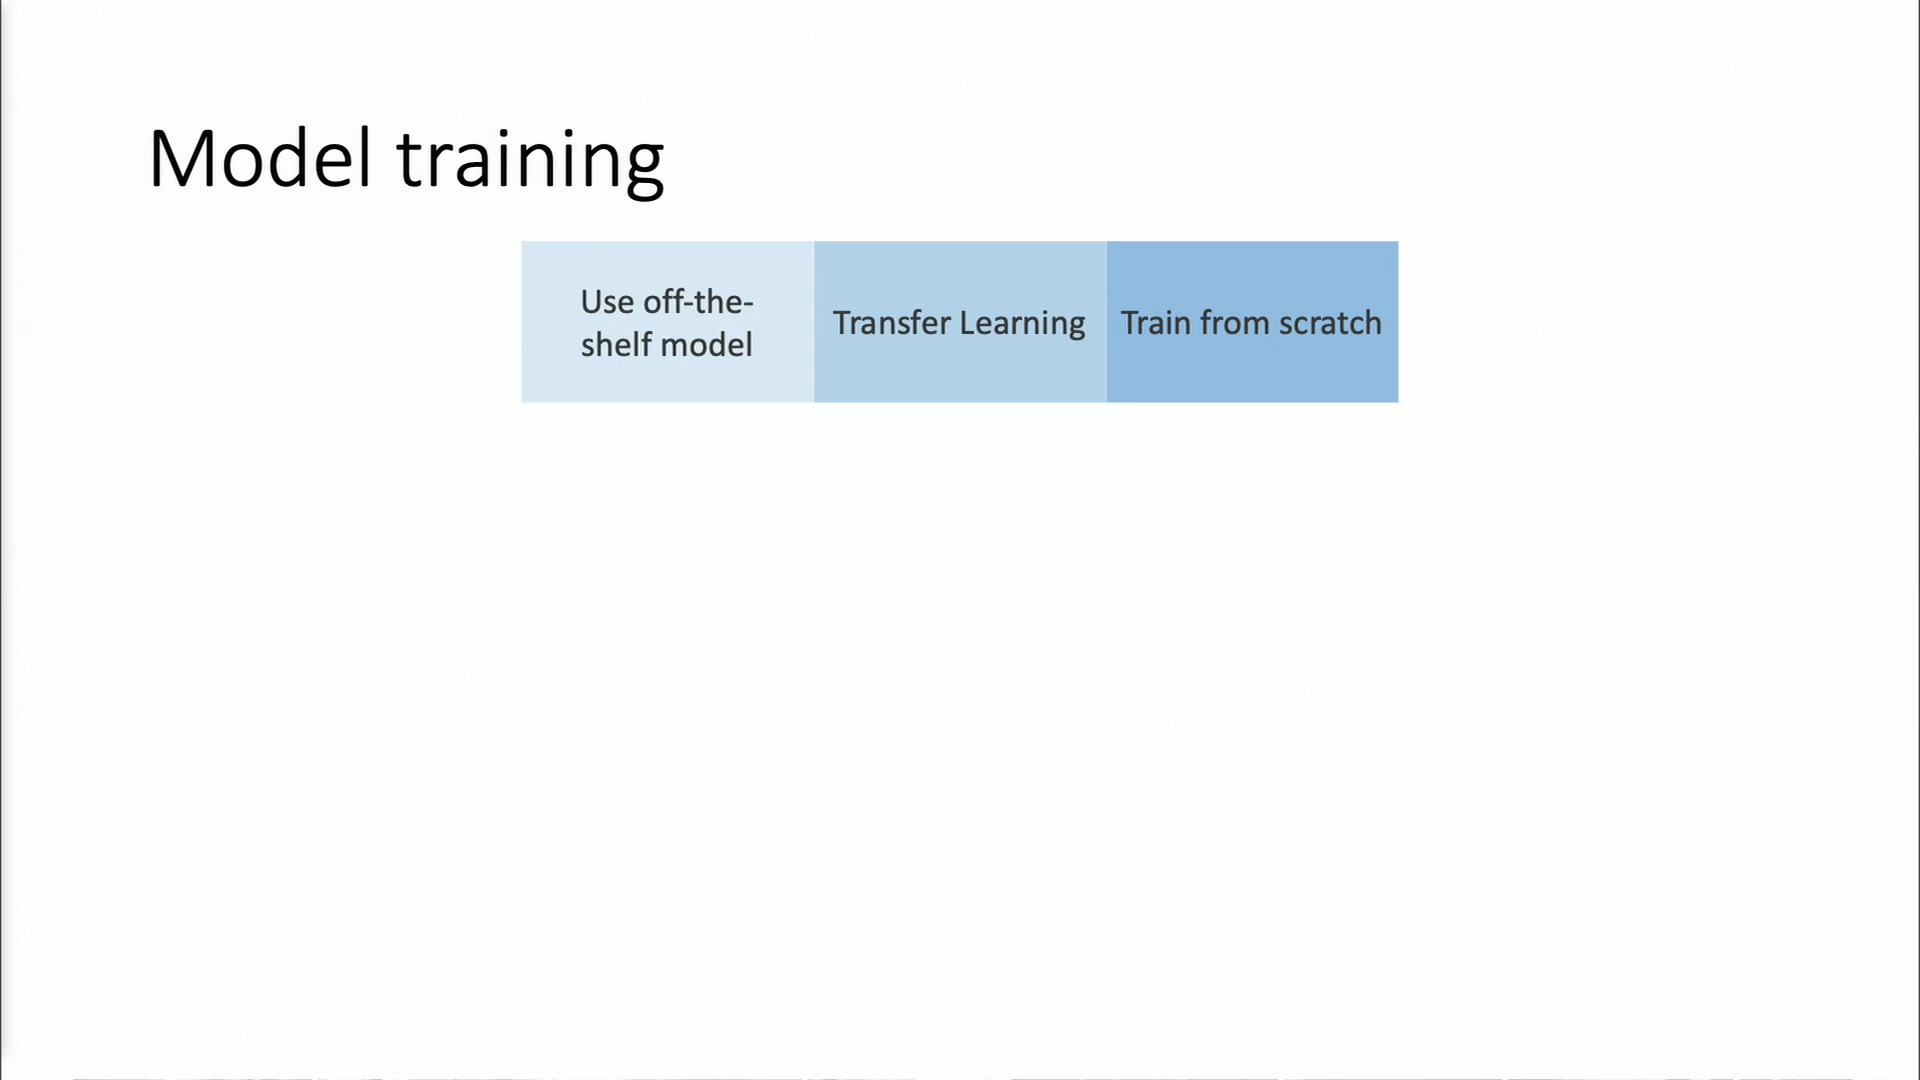 Model training
Use off-the-
shelf model
Transfer Learning
Train from scratch